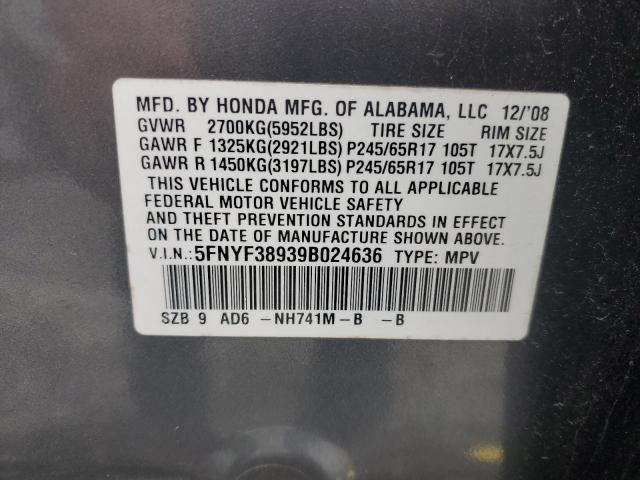 MFD. BY HONDA MFG. OF ALABAMA, LLC 12/'08
GVWR 2700KG(5952LBS) TIRE SIZE RIM SIZE
GAWR F 1325KG(2921LBS) P245/65R17 105T 17X7.5J
GAWR R 1450KG(3197LBS) P245/65R17 105T 17X7.5J
THIS VEHICLE CONFORMS TO ALL APPLICABLE
FEDERAL MOTOR VEHICLE SAFETY
AND THEFT PREVENTION STANDARDS IN EFFECT
ON THE DATE OF MANUFACTURE SHOWN ABOVE.
V.I.N.:5FNYF38939B024636 TYPE: MPV
SZB 9 AD6 -NH741M-B -B